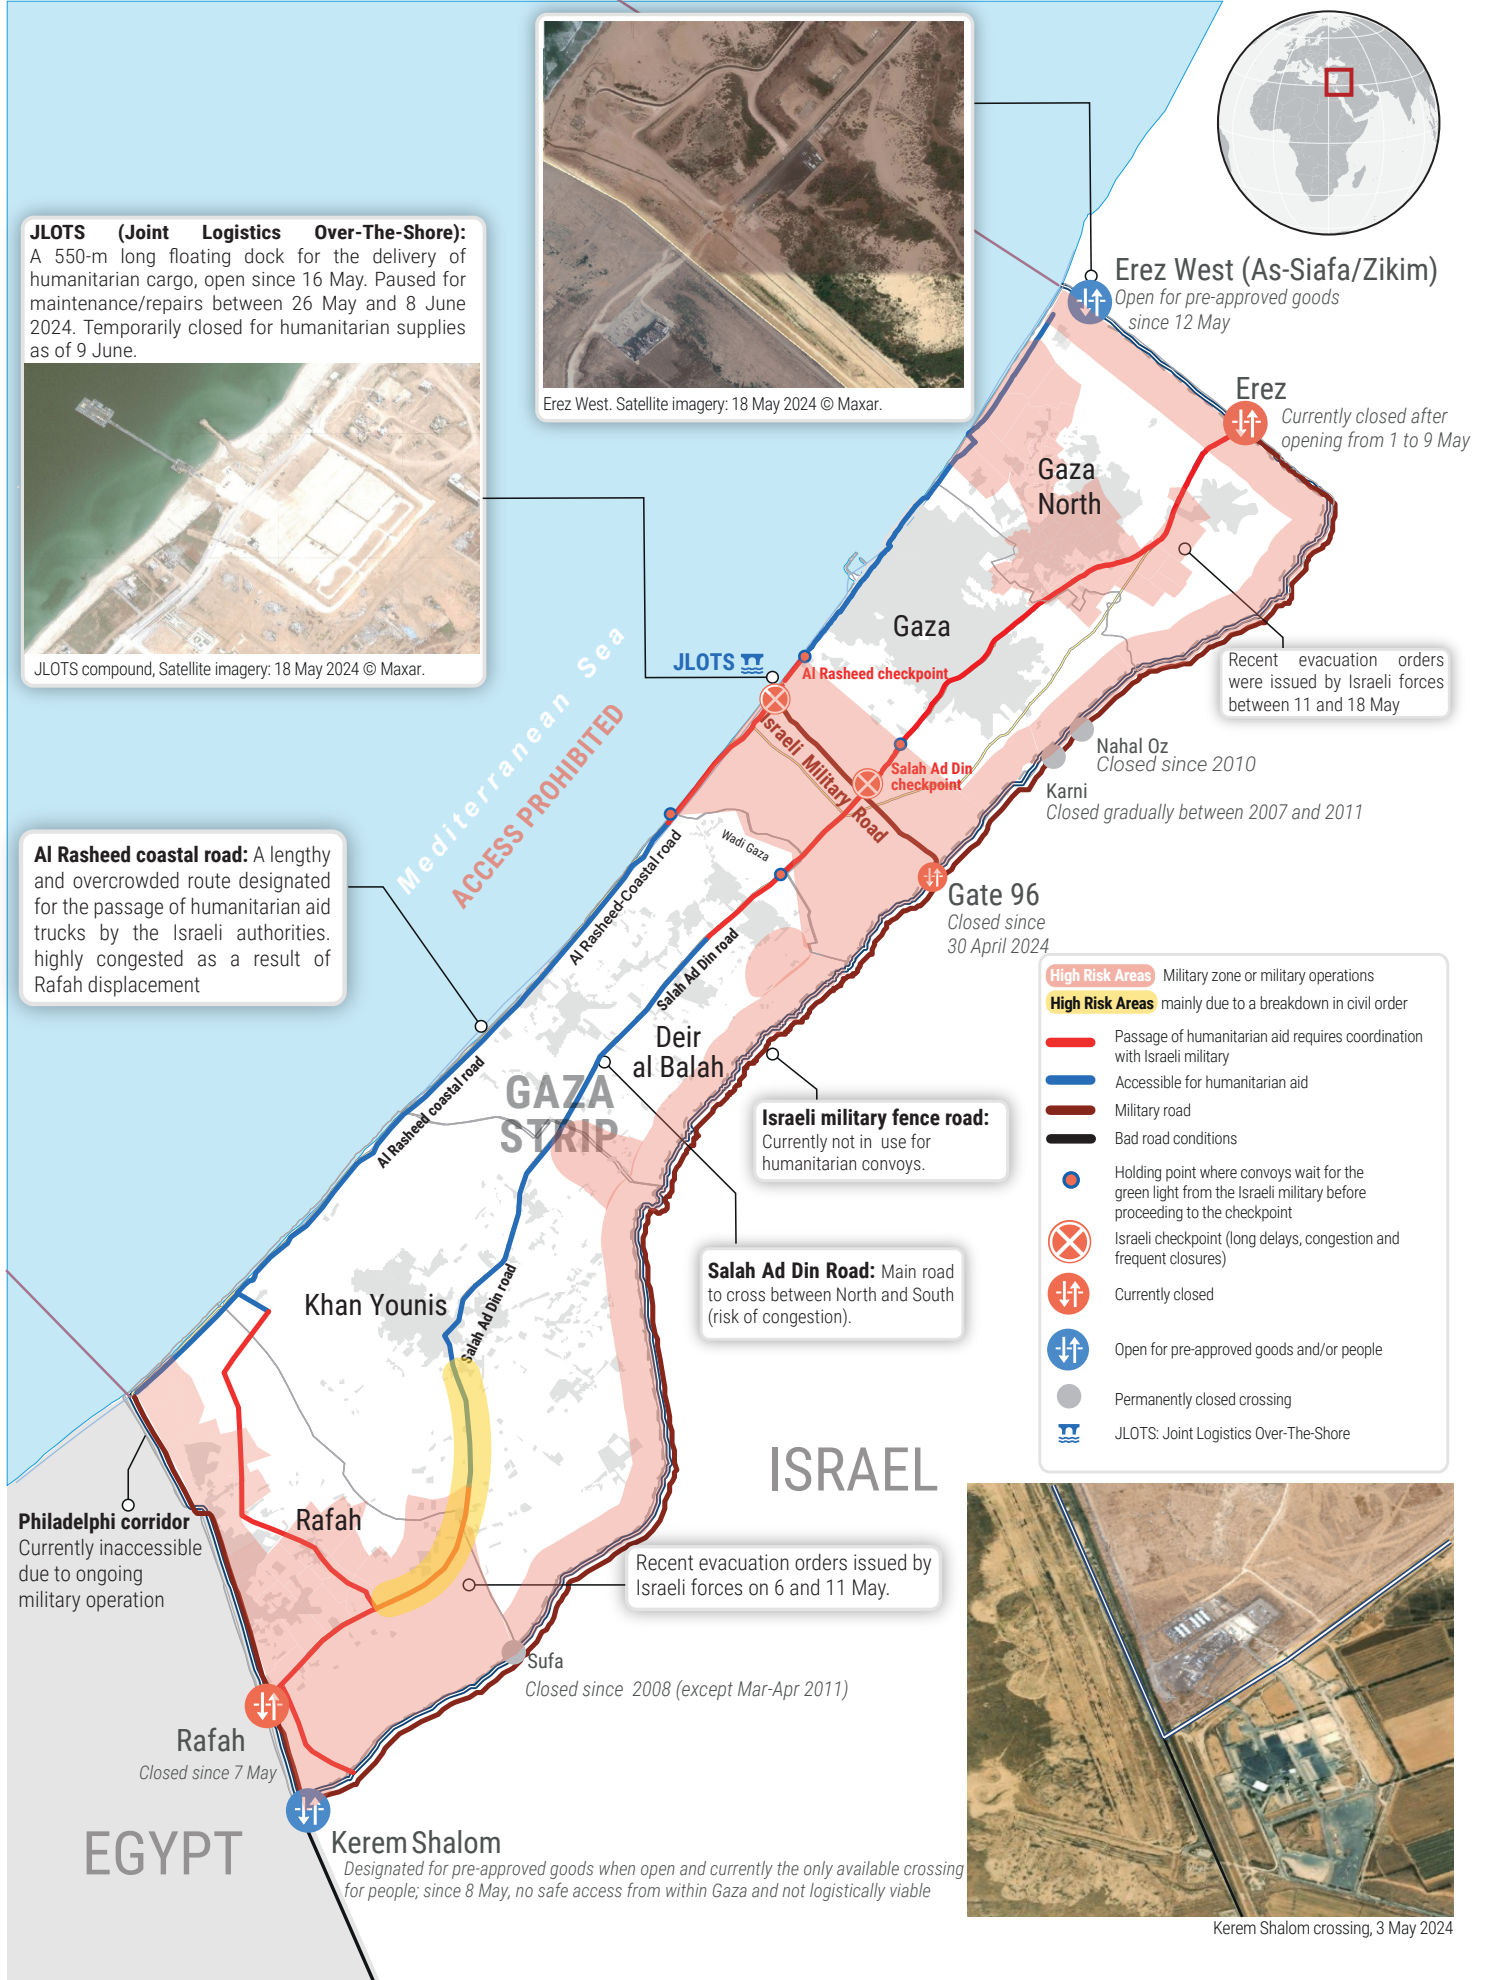 JLOTS (Joint Logistics Over-The-Shore):
A 550-m long floating dock for the delivery of
humanitarian cargo, open since 16 May. Paused for
maintenance/repairs between 26 May and 8 June
2024. Temporarily closed for humanitarian supplies
as of 9 June.
JLOTS compound, Satellite imagery: 18 May 2024 © Maxar.
Erez West. Satellite imagery: 18 May 2024 © Maxar.
Erez West (As-Siafa/Zikim)
Open for pre-approved goods
since 12 May
Erez
Currently closed after
opening from 1 to 9 May
Gaza
North
Gaza
Recent evacuation orders
were issued by Israeli forces
between 11 and 18 May
Mediterranean Sea
ACCESS PROHIBITED
JLOTS
Al Rasheed checkpoint
Israeli Military Road
Salah Ad Din
checkpoint
Nahal Oz
Closed since 2010
Karni
Closed gradually between 2007 and 2011
Wadi Gaza
Gate 96
Closed since
30 April 2024
Al Rasheed coastal road: A lengthy
and overcrowded route designated
for the passage of humanitarian aid
trucks by the Israeli authorities.
highly congested as a result of
Rafah displacement
Al Rasheed-Coastal road
Salah Ad Din road
Deir
al Balah
GAZA
STRIP
Al Rasheed coastal road
Israeli military fence road:
Currently not in use for
humanitarian convoys.
Salah Ad Din Road: Main road
to cross between North and South
(risk of congestion).
Khan Younis
Salah Ad Din road
High Risk Areas Military zone or military operations
High Risk Areas mainly due to a breakdown in civil order
Passage of humanitarian aid requires coordination
with Israeli military
Accessible for humanitarian aid
Military road
Bad road conditions
Holding point where convoys wait for the
green light from the Israeli military before
proceeding to the checkpoint
Israeli checkpoint (long delays, congestion and
frequent closures)
Currently closed
Open for pre-approved goods and/or people
Permanently closed crossing
JLOTS: Joint Logistics Over-The-Shore
ISRAEL
Philadelphi corridor
Currently inaccessible
due to ongoing
military operation
Rafah
Recent evacuation orders issued by
Israeli forces on 6 and 11 May.
Sufa
Closed since 2008 (except Mar-Apr 2011)
Rafah
Closed since 7 May
EGYPT
Kerem Shalom
Designated for pre-approved goods when open and currently the only available crossing
for people; since 8 May, no safe access from within Gaza and not logistically viable
Kerem Shalom crossing, 3 May 2024